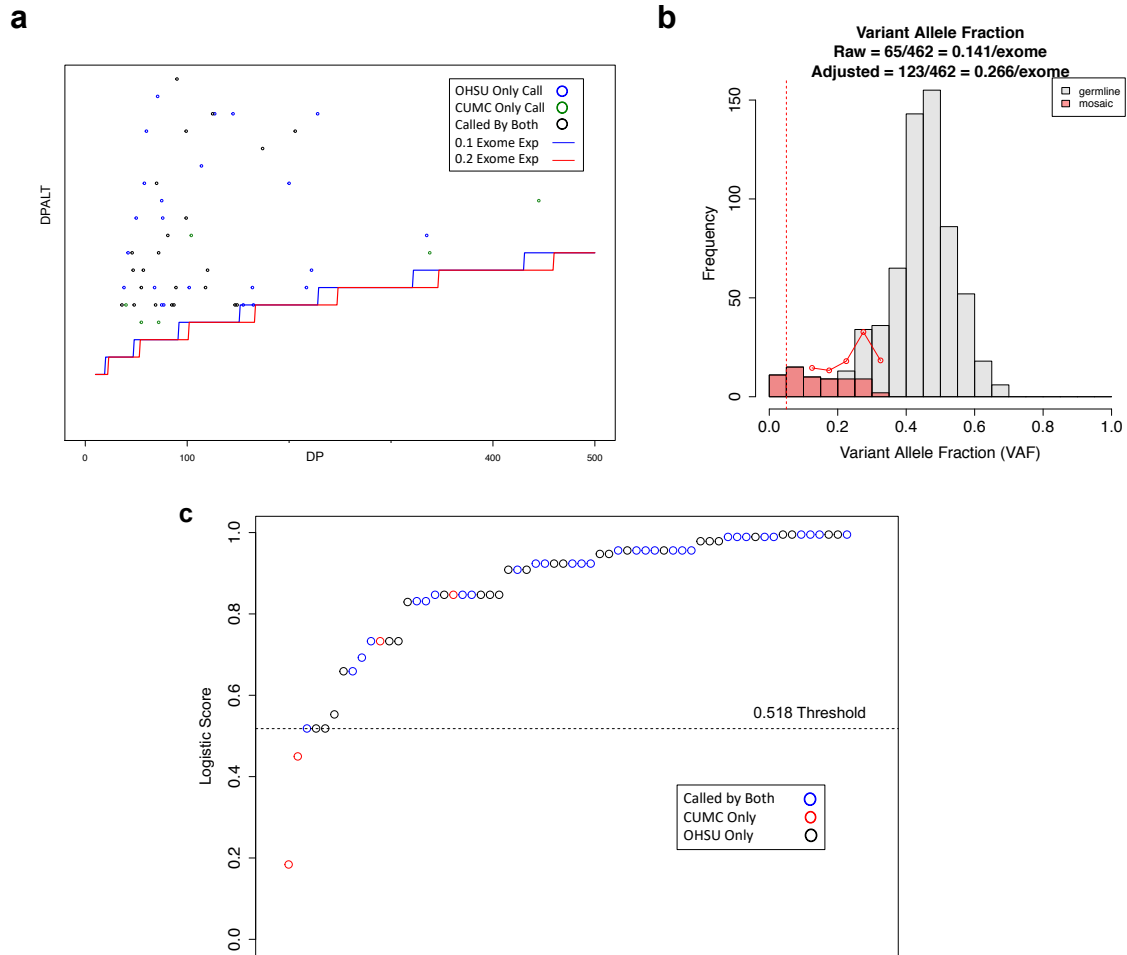 a
OHSU Only Call
CUMC Only Call
Called By Both
0.1 Exome Exp
0.2 Exome Exp
DPALT
0
100
400
500
DP
b
Variant Allele Fraction
Raw = 65/462 = 0.141/exome
Adjusted = 123/462 = 0.266/exome
germline
mosaic
150
100
50
0
Frequency
0.0
0.2
0.4
0.6
0.8
1.0
Variant Allele Fraction (VAF)
c
1.0
0.8
0.6
0.4
0.2
0.0
Logistic Score
0.518 Threshold
Called by Both
CUMC Only
OHSU Only